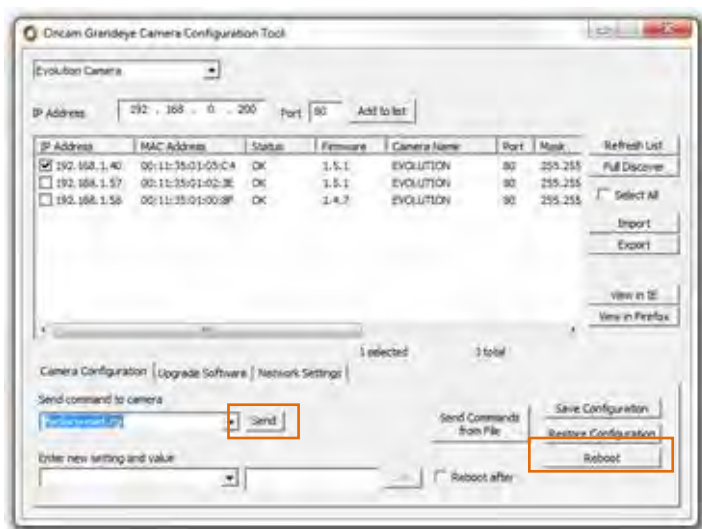 Oncam Grandeye Camera Configuration Tool
Evolution Camera
IP Address 192 . 168 . 0 . 200 Port 80 Add to list
IP Address MAC Address Status Firmware Camera Name Port Mask Refresh List
192.168.1.40 00:11:35:01:05:C4 OK 1.5.1 EVOLUTION 80 255.255 Full Discover
192.168.1.57 00:11:35:01:02:3E OK 1.5.1 EVOLUTION 80 255.255
Select All
192.168.1.56 00:11:35:01:00:8F OK 1.4.7 EVOLUTION 80 255.255
Import
Export
View in IE
View in Firefox
1 selected 3 total
Camera Configuration Upgrade Software Network Settings
Send command to camera
Send
Send Commands
from File
Save Configuration
Restore Configuration
Enter new setting and value
Reboot
Reboot after